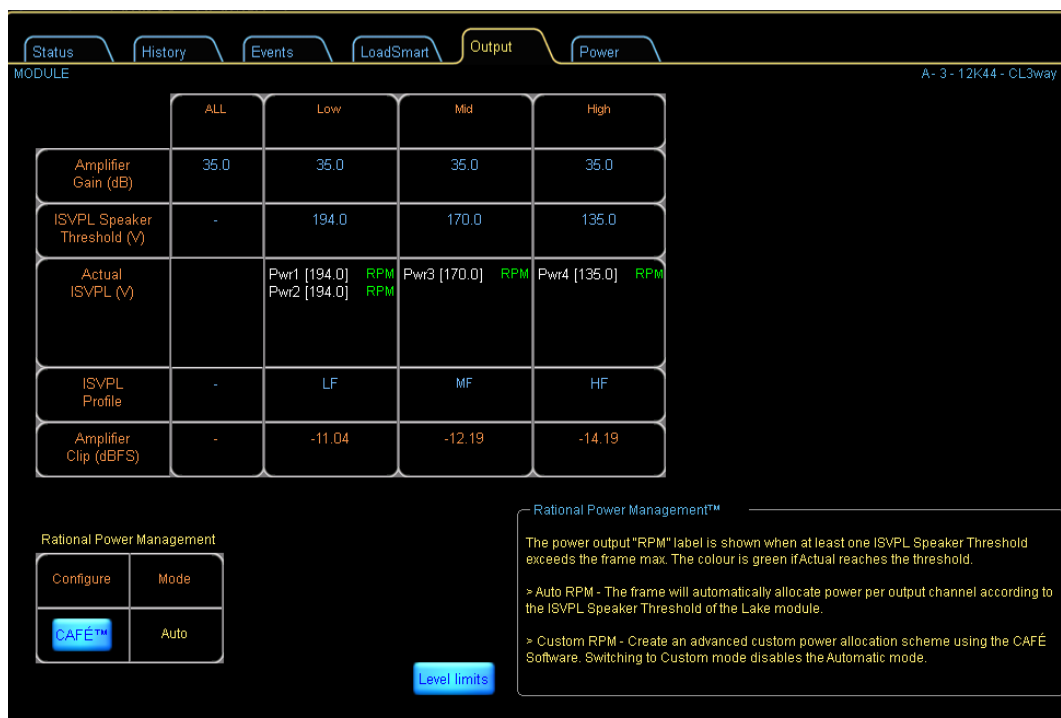 Status History Events LoadSmart Output Power
MODULE A- 3 - 12K44 - CL3way
ALL Low Mid High
Amplifier
Gain (dB) 35.0 35.0 35.0 35.0
ISVPL Speaker
Threshold (V) - 194.0 170.0 135.0
Actual
ISVPL (V)
Pwr1 [194.0] RPM Pwr3 [170.0] RPM Pwr4 [135.0] RPM
Pwr2 [194.0] RPM
ISVPL
Profile - LF MF HF
Amplifier
Clip (dBFS) - -11.04 -12.19 -14.19
Rational Power Management
Configure Mode
CAFÉ™ Auto
Level limits
Rational Power Management™
The power output "RPM" label is shown when at least one ISVPL Speaker Threshold
exceeds the frame max. The colour is green if Actual reaches the threshold.
> Auto RPM - The frame will automatically allocate power per output channel according to
the ISVPL Speaker Threshold of the Lake module.
> Custom RPM - Create an advanced custom power allocation scheme using the CAFÉ
Software. Switching to Custom mode disables the Automatic mode.